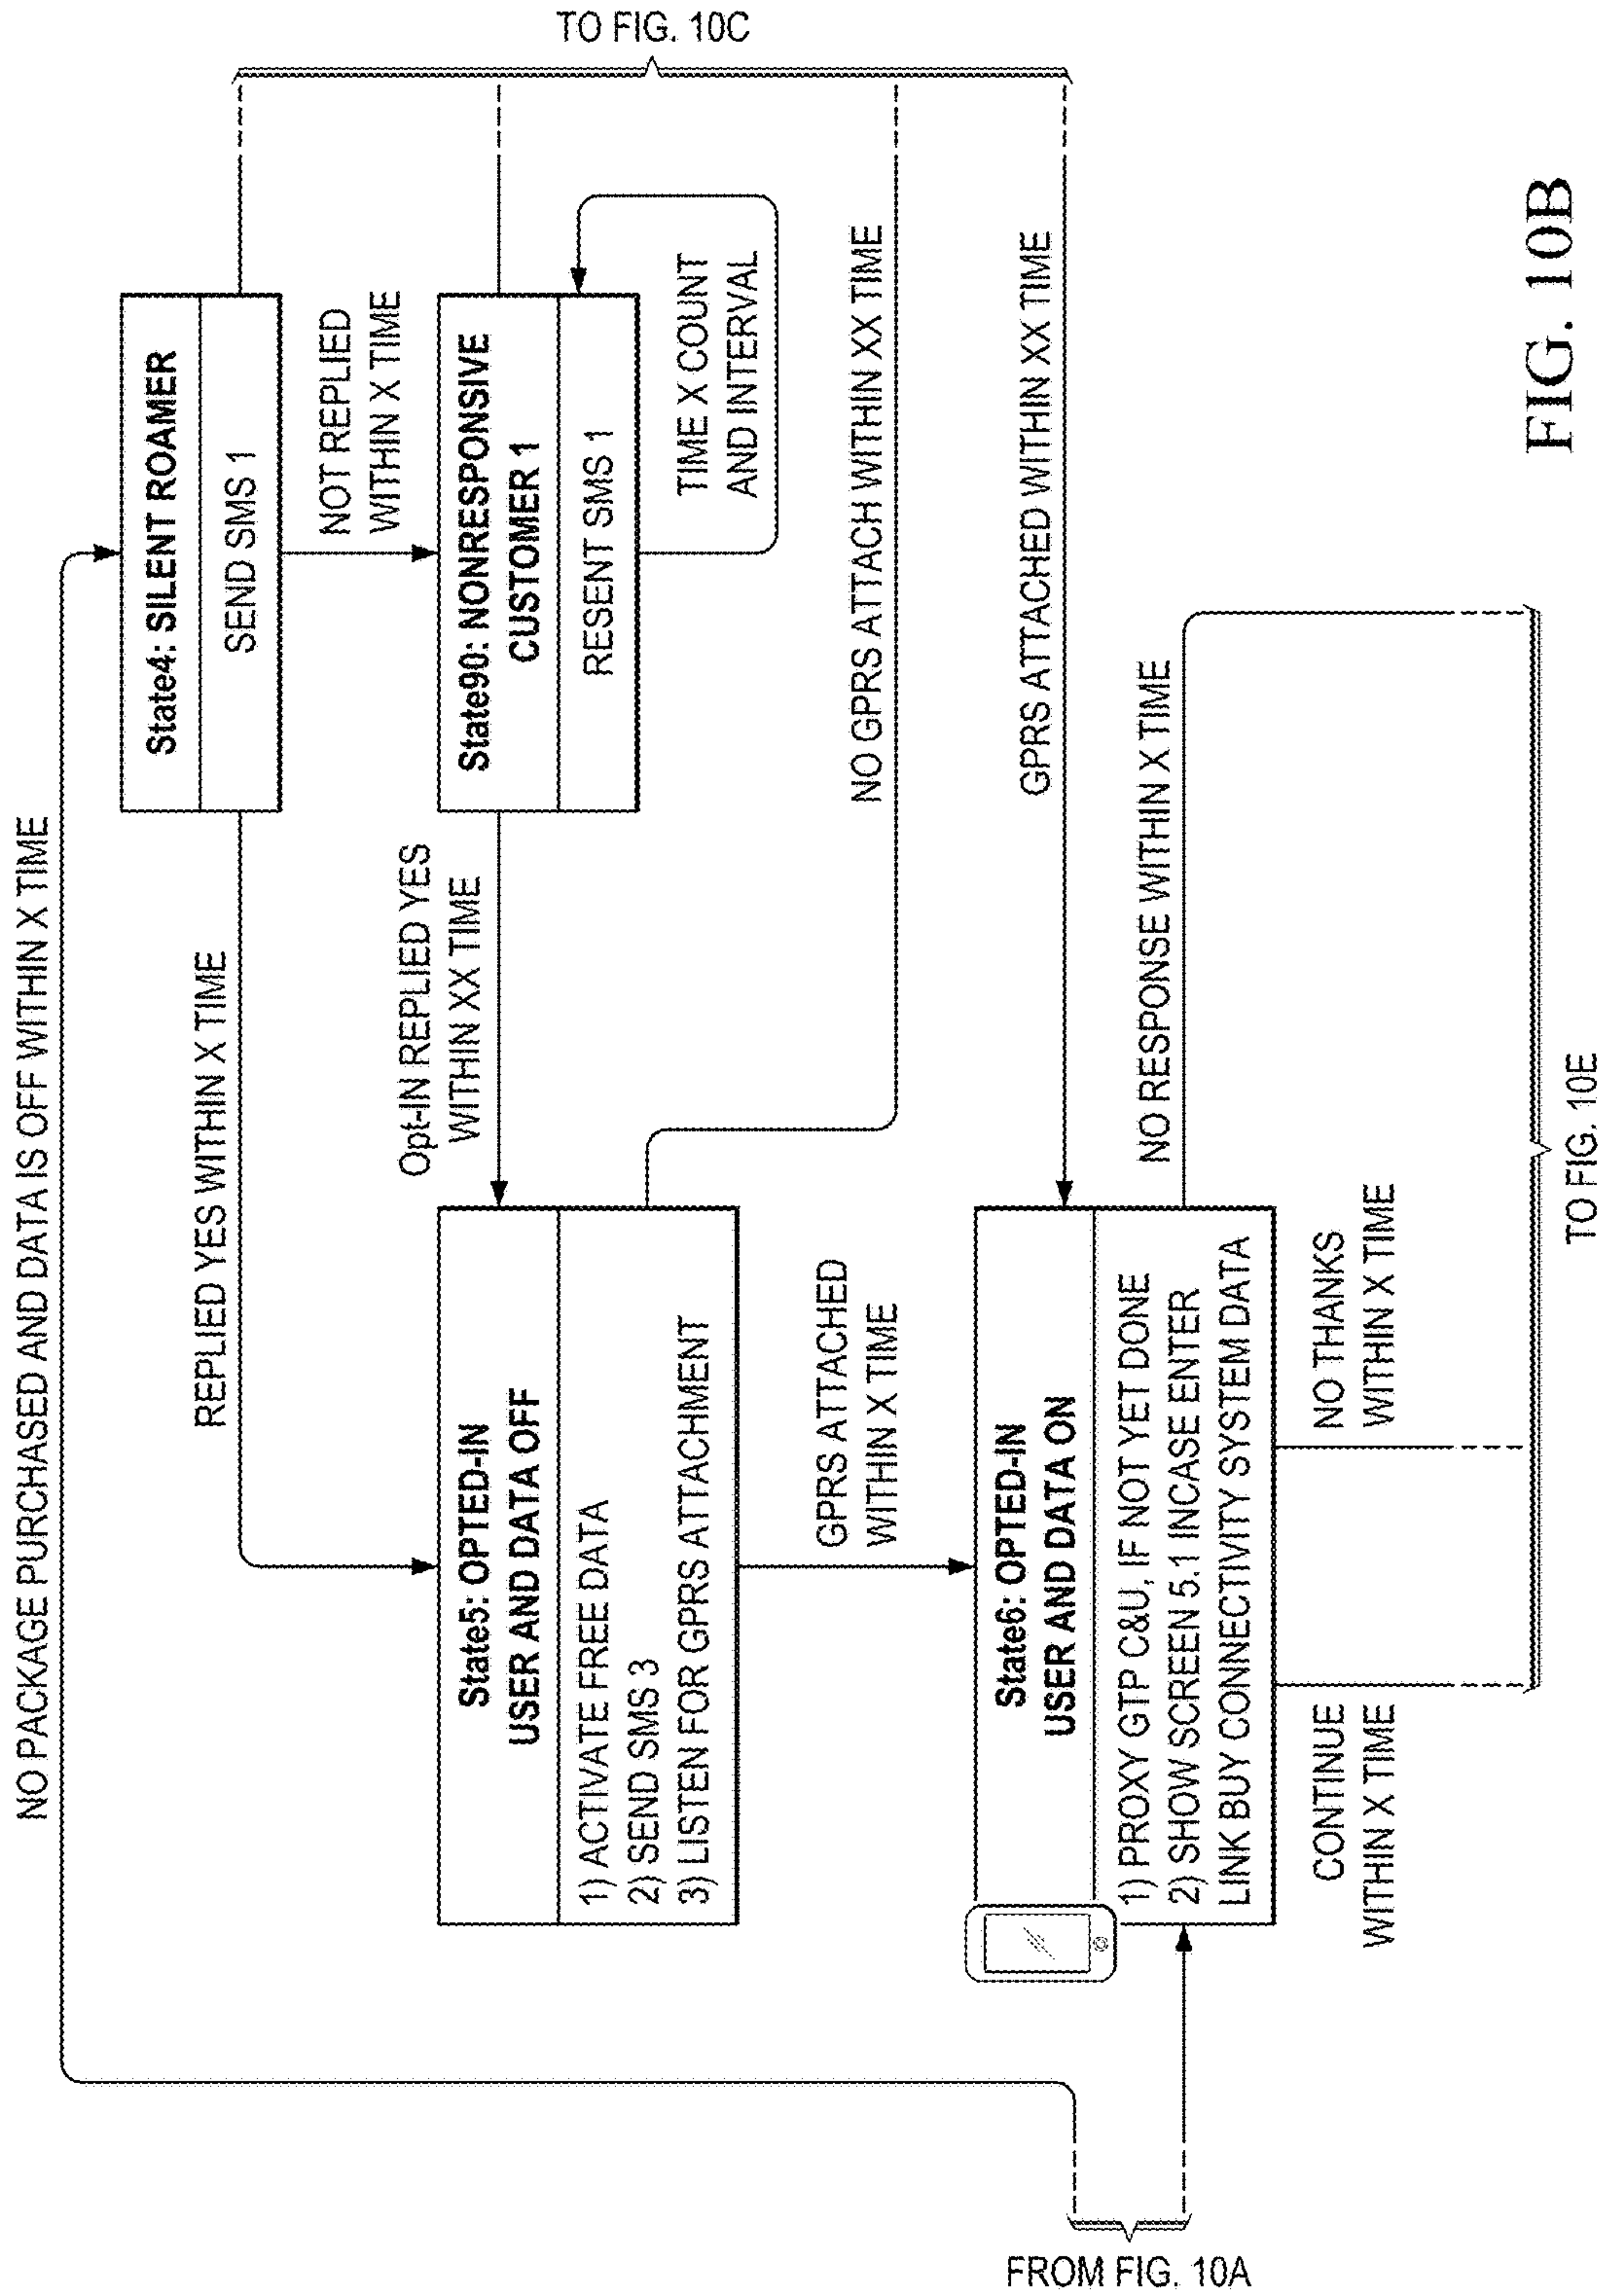 NO PACKAGE PURCHASED AND DATA IS OFF WITHIN X TIME
State4: SILENT ROAMER
SEND SMS 1
REPLIED YES WITHIN X TIME
NOT REPLIED
WITHIN X TIME
State90: NONRESPONSIVE
CUSTOMER 1
RESENT SMS 1
TIME X COUNT
AND INTERVAL
Opt-IN REPLIED YES
WITHIN XX TIME
State5: OPTED-IN
USER AND DATA OFF
1) ACTIVATE FREE DATA
2) SEND SMS 3
3) LISTEN FOR GPRS ATTACHMENT
NO GPRS ATTACH WITHIN XX TIME
GPRS ATTACHED
WITHIN X TIME
GPRS ATTACHED WITHIN XX TIME
State6: OPTED-IN
USER AND DATA ON
1) PROXY GTP C&U, IF NOT YET DONE
2) SHOW SCREEN 5.1 INCASE ENTER
LINK BUY CONNECTIVITY SYSTEM DATA
NO RESPONSE WITHIN X TIME
CONTINUE
WITHIN X TIME
NO THANKS
WITHIN X TIME
FROM FIG. 10A
TO FIG. 10C
TO FIG. 10E
FIG. 10B